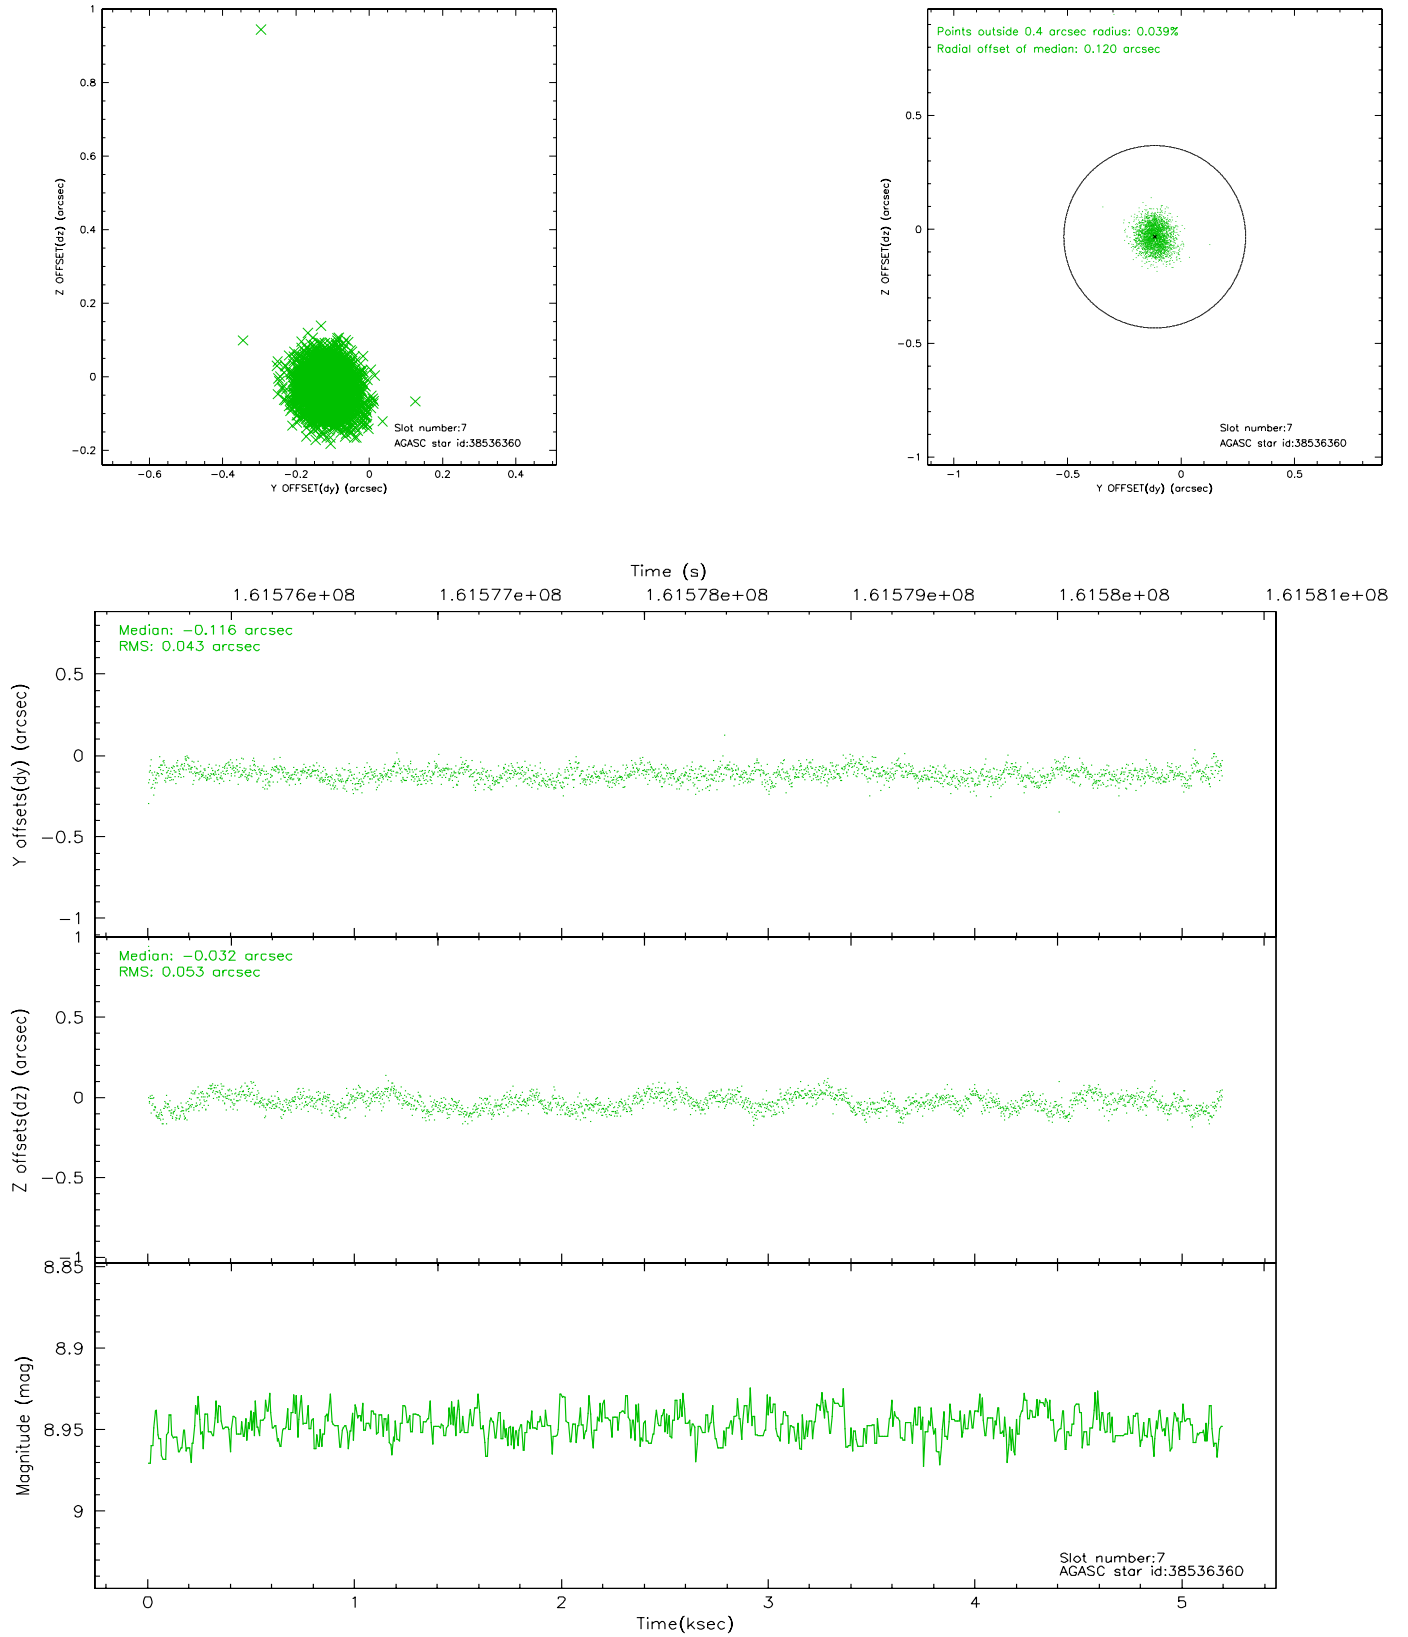 1
0.8
0.6
0.4
0.2
0
−0.2
Z OFFSET(dz) (arcsec)
−0.6
−0.4
−0.2
0
0.2
0.4
Y OFFSET(dy) (arcsec)
Slot number:7
AGASC star id:38536360
Points outside 0.4 arcsec radius: 0.039%
Radial offset of median: 0.120 arcsec
0.5
0
−0.5
−1
Z OFFSET(dz) (arcsec)
−1
−0.5
0
0.5
Y OFFSET(dy) (arcsec)
Slot number:7
AGASC star id:38536360
Time (s)
1.61576e+08
1.61577e+08
1.61578e+08
1.61579e+08
1.6158e+08
1.61581e+08
Median: −0.116 arcsec
RMS: 0.043 arcsec
0.5
0
−0.5
−1
Y offsets(dy) (arcsec)
1
Median: −0.032 arcsec
RMS: 0.053 arcsec
0.5
0
−0.5
−1
Z offsets(dz) (arcsec)
8.85
8.9
8.95
9
Magnitude (mag)
Slot number:7
AGASC star id:38536360
0
1
2
3
4
5
Time(ksec)